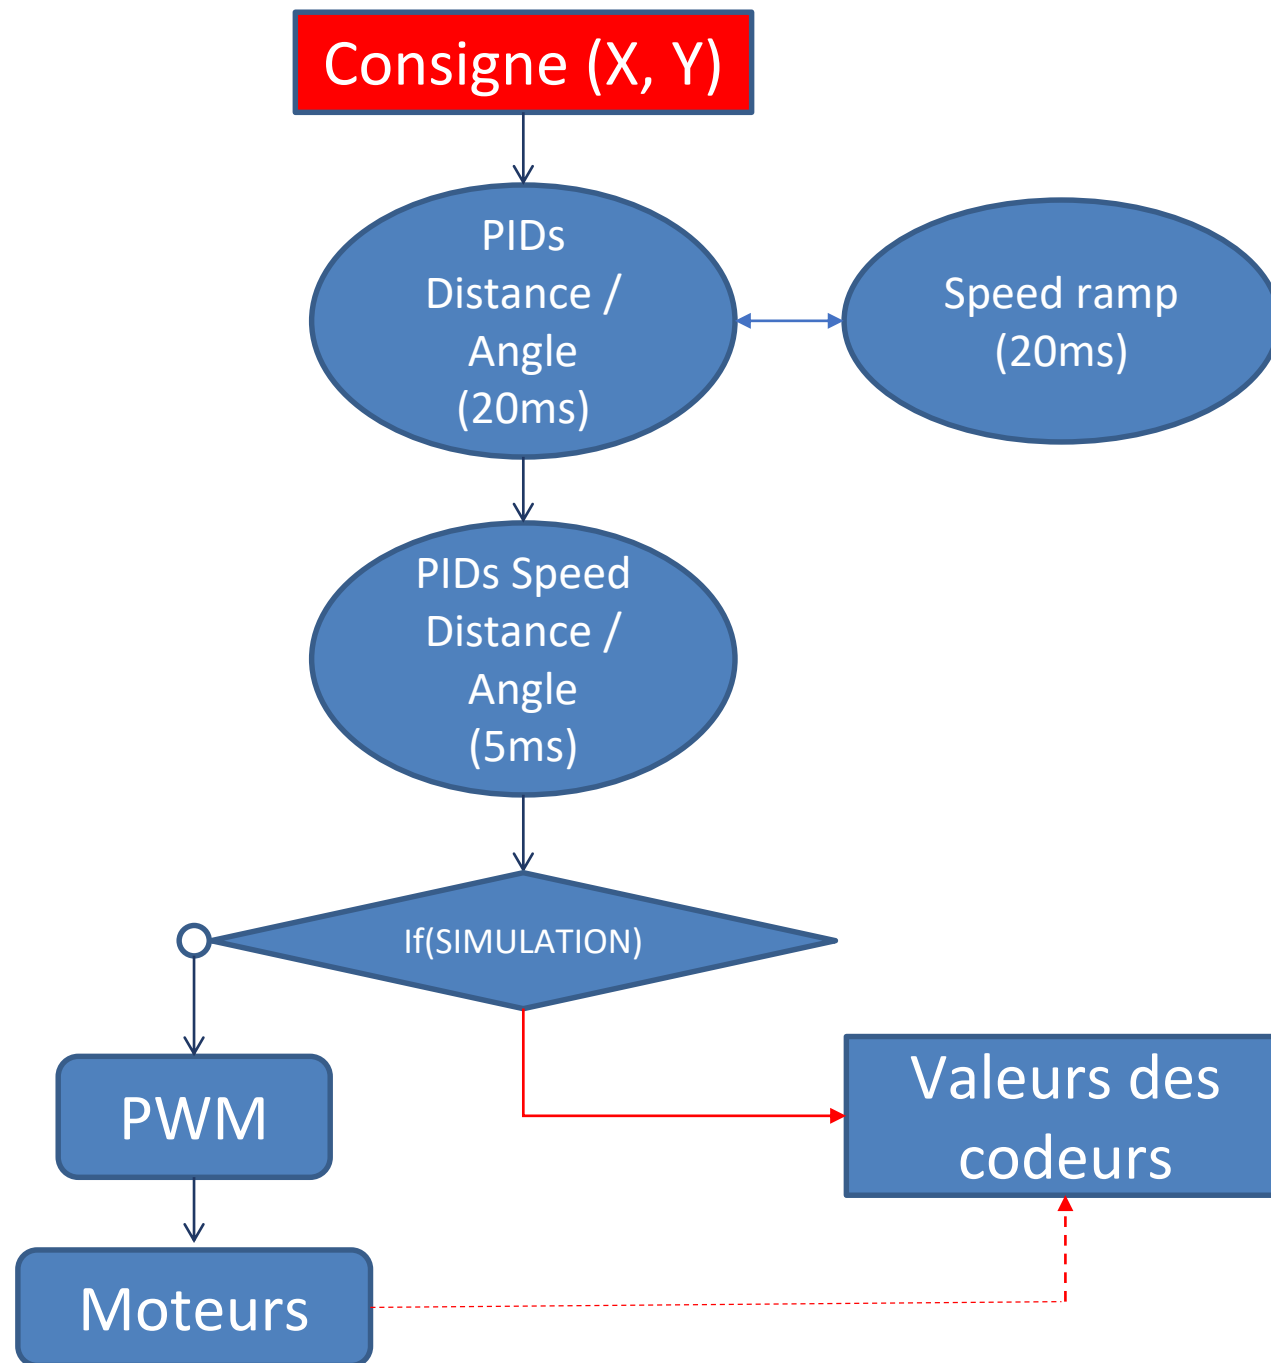 Consigne (X, Y)
PIDs
Distance /
Angle
(20ms)
Speed ramp
(20ms)
PIDs Speed
Distance /
Angle
(5ms)
If(SIMULATION)
PWM
Valeurs des
codeurs
Moteurs